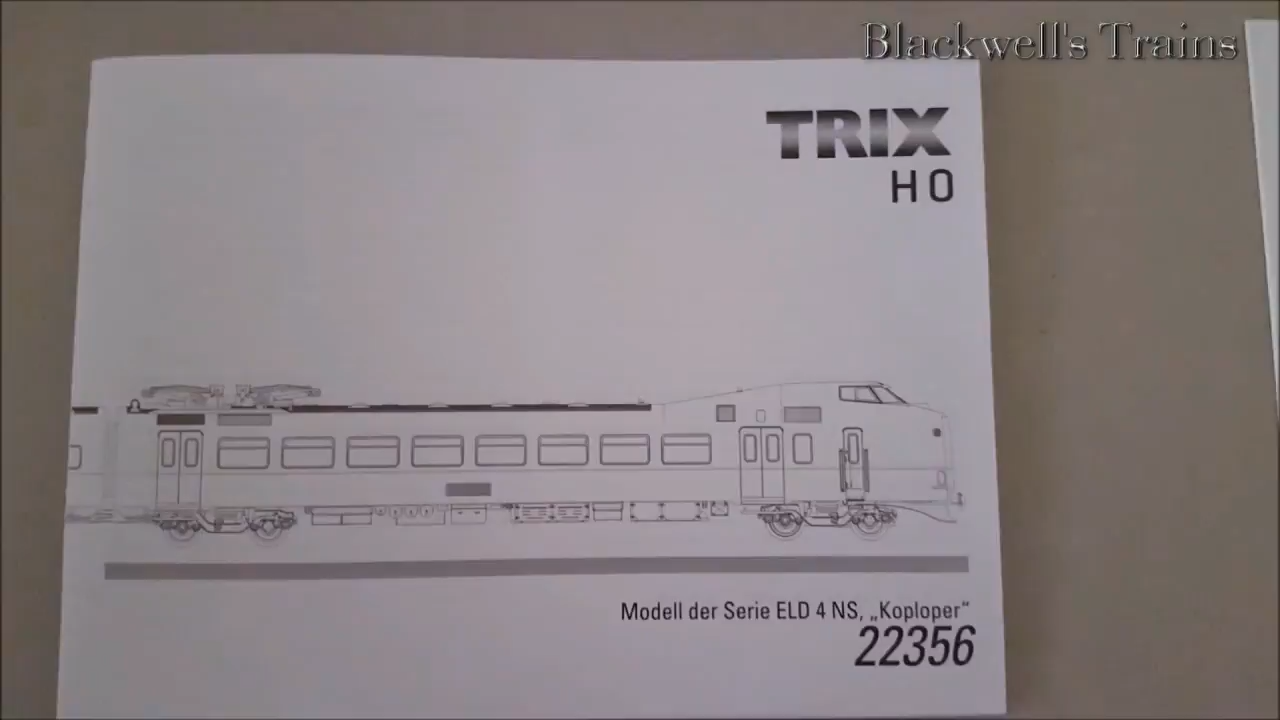 Blackwell's Trains
TRIX
H0
Modell der Serie ELD 4 NS, „Koploper“
22356